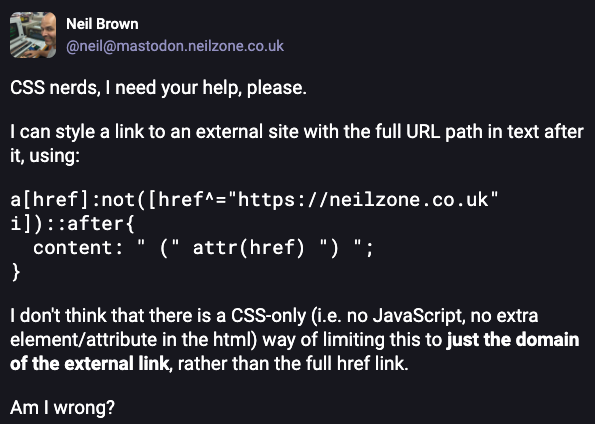 Neil Brown
@neil@mastodon.neilzone.co.uk
CSS nerds, I need your help, please.
I can style a link to an external site with the full URL path in text after
it, using:
a[href]:not([href^="https://neilzone.co.uk"
i])::after{
  content: " (" attr(href) ") ";
}
I don't think that there is a CSS-only (i.e. no JavaScript, no extra
element/attribute in the html) way of limiting this to just the domain
of the external link, rather than the full href link.
Am I wrong?